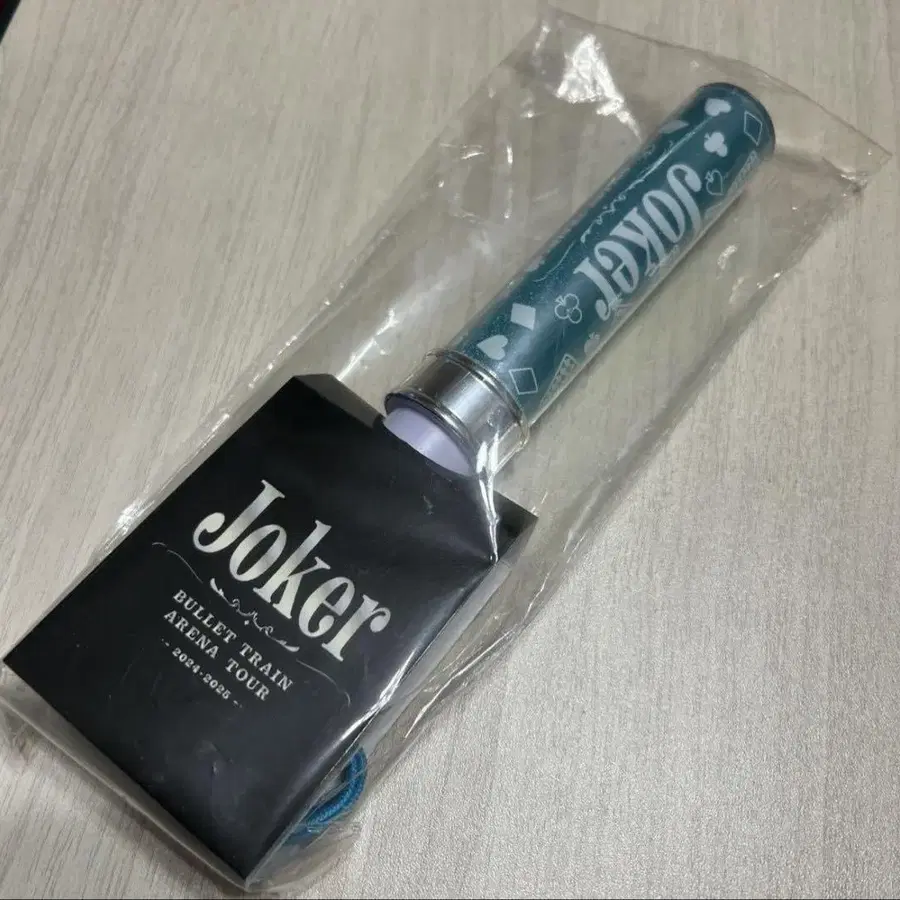 Joker
Joker
BULLET TRAIN
ARENA TOUR
- 2024-2025 -